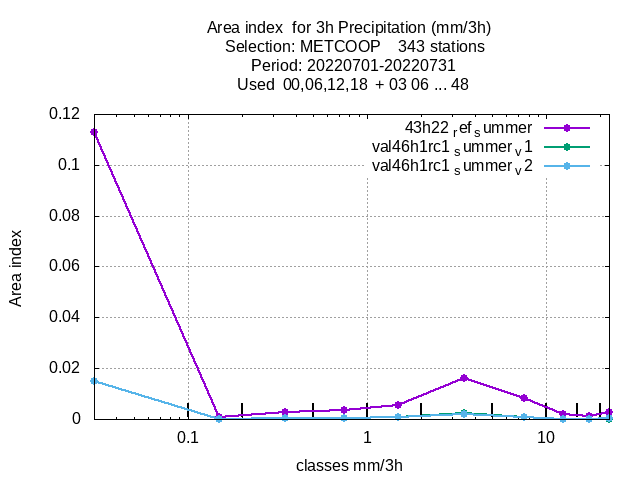 Area index  for 3h Precipitation (mm/3h)
Selection: METCOOP    343 stations
Period: 20220701-20220731
Used  00,06,12,18  + 03 06 ... 48
43h22 ref summer
val46h1rc1 summer v1
val46h1rc1 summer v2
0.12
0.1
0.08
0.06
0.04
0.02
0
Area index
0.1
1
10
classes mm/3h